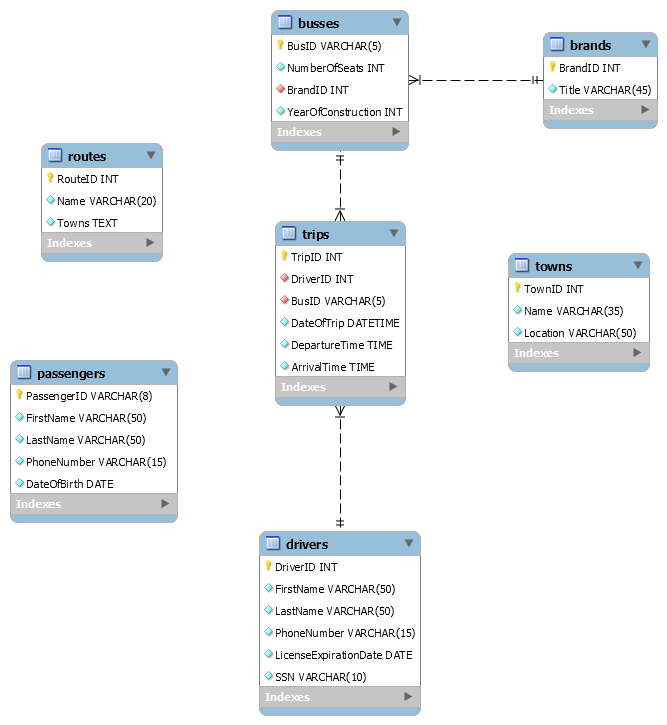 busses
BusID VARCHAR(5)
NumberOfSeats INT
BrandID INT
YearOfConstruction INT
Indexes
brands
BrandID INT
Title VARCHAR(45)
Indexes
routes
RouteID INT
Name VARCHAR(20)
Towns TEXT
Indexes
trips
TripID INT
DriverID INT
BusID VARCHAR(5)
DateOfTrip DATETIME
DepartureTime TIME
ArrivalTime TIME
Indexes
towns
TownID INT
Name VARCHAR(35)
Location VARCHAR(50)
Indexes
passengers
PassengerID VARCHAR(8)
FirstName VARCHAR(50)
LastName VARCHAR(50)
PhoneNumber VARCHAR(15)
DateOfBirth DATE
Indexes
drivers
DriverID INT
FirstName VARCHAR(50)
LastName VARCHAR(50)
PhoneNumber VARCHAR(15)
LicenseExpirationDate DATE
SSN VARCHAR(10)
Indexes